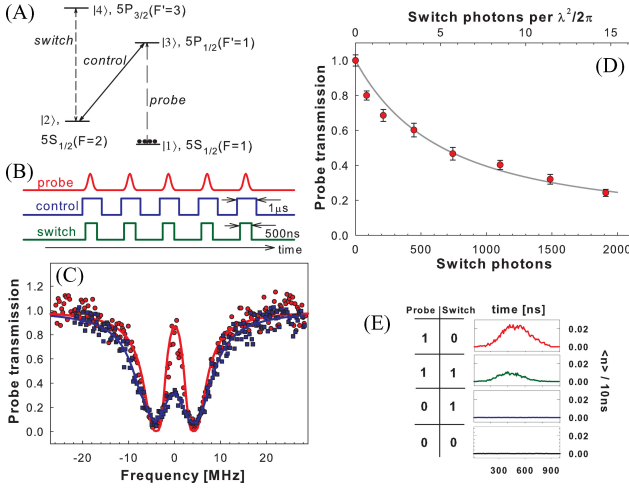 (A)
|4⟩, 5P3/2(F'=3)
|3⟩, 5P1/2(F'=1)
switch
control
probe
|2⟩,
5S1/2(F=2)
|1⟩, 5S1/2(F=1)
(B)
probe
control
1μs
switch
500ns
time
(C)
Probe transmission
1.2
1.0
0.8
0.6
0.4
0.2
0.0
-20 -10 0 10 20
Frequency [MHz]
Switch photons per λ²/2π
0 5 10 15
(D)
Probe transmission
1.0
0.8
0.6
0.4
0.2
0.0
0 500 1000 1500 2000
Switch photons
(E)
Probe Switch time [ns]
1 0
0.02
0.00
1 1
0.02
0.00
0 1
0.02
0.00
0 0
0.02
0.00
<n> / 10ns
300 600 900